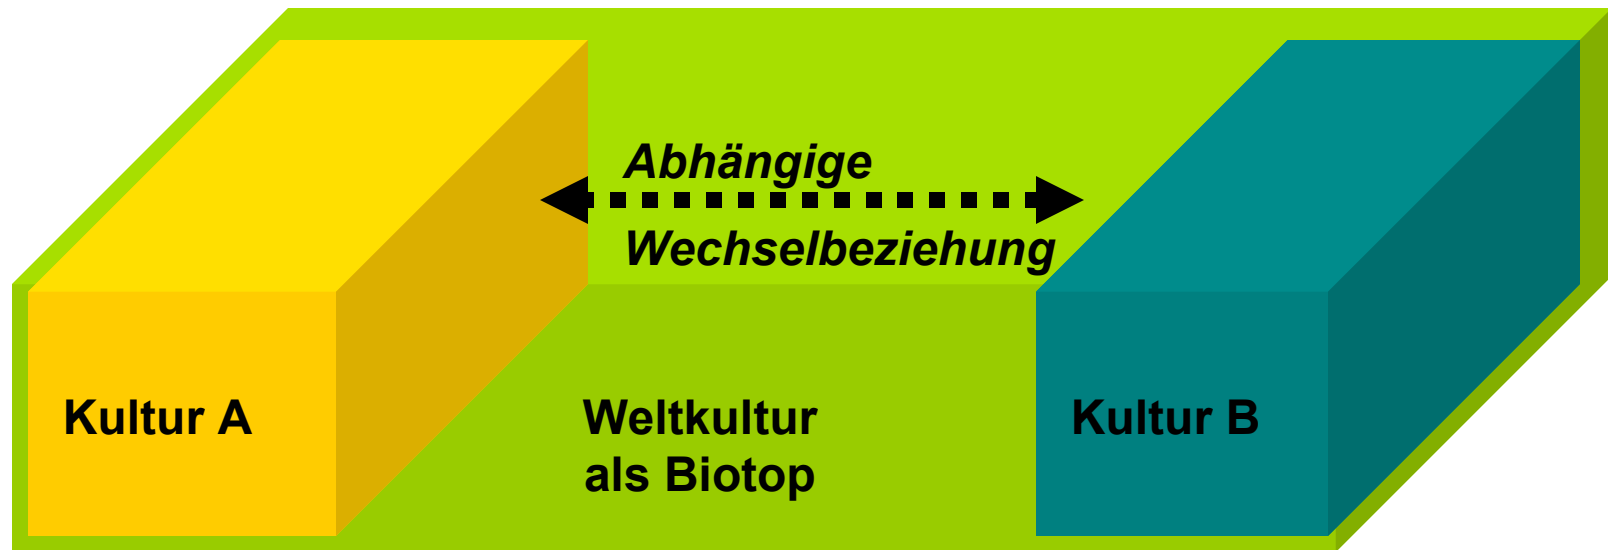 Abhängige
Wechselbeziehung
Kultur A
Weltkultur
als Biotop
Kultur B